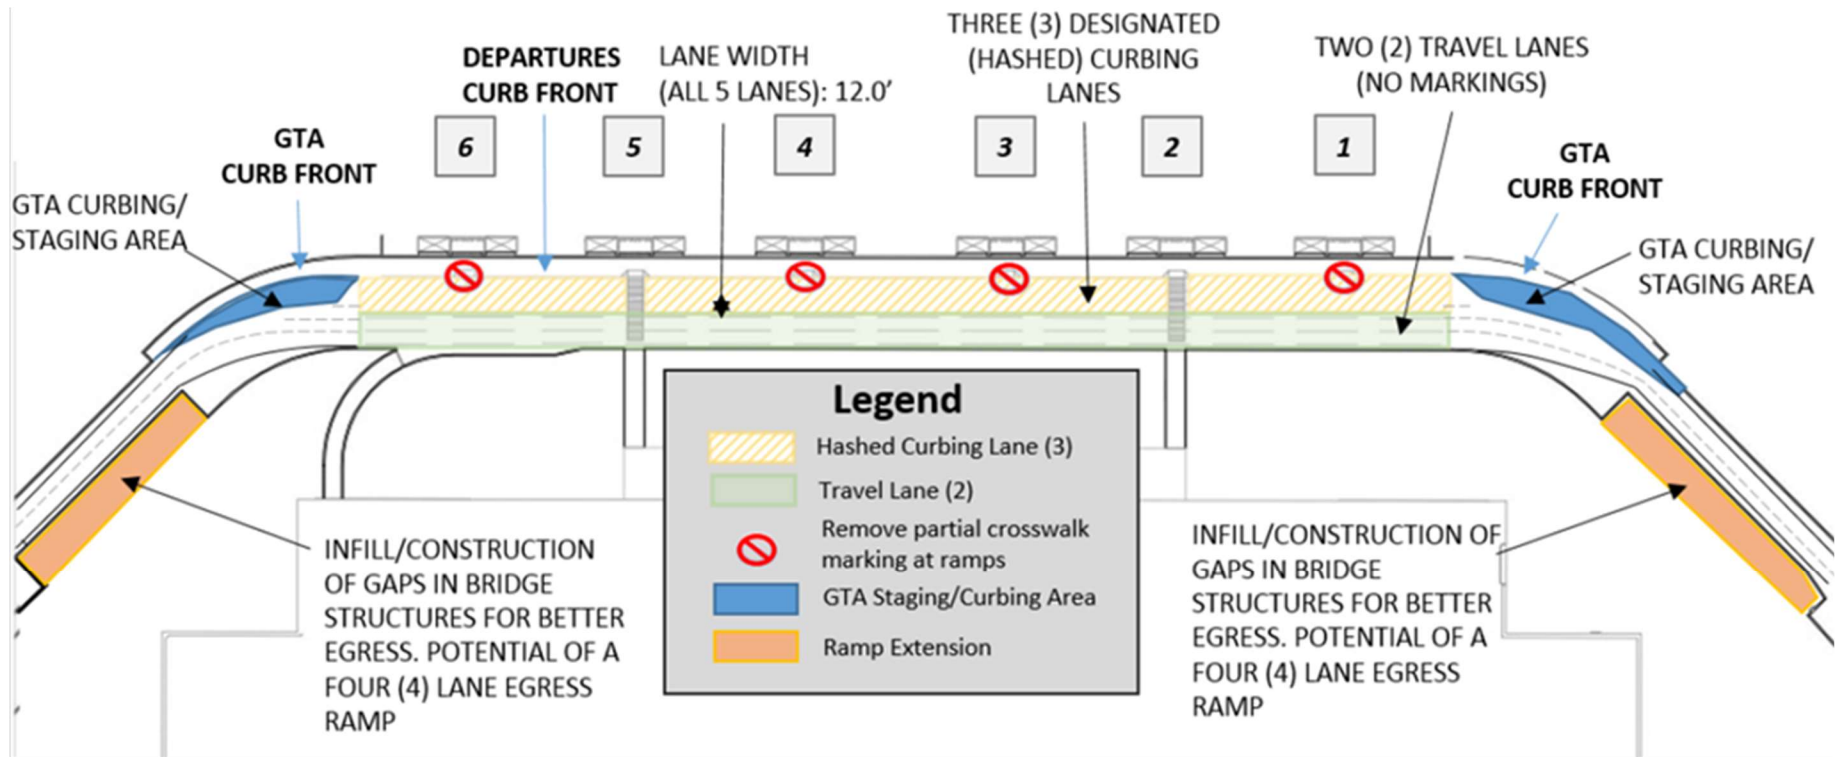 THREE (3) DESIGNATED
(HASHED) CURBING
LANES
DEPARTURES
CURB FRONT
LANE WIDTH
(ALL 5 LANES): 12.0'
TWO (2) TRAVEL LANES
(NO MARKINGS)
GTA
CURB FRONT
6
5
4
3
2
1
GTA
CURB FRONT
GTA CURBING/
STAGING AREA
GTA CURBING/
STAGING AREA
Legend
Hashed Curbing Lane (3)
Travel Lane (2)
Remove partial crosswalk
marking at ramps
GTA Staging/Curbing Area
Ramp Extension
INFILL/CONSTRUCTION
OF GAPS IN BRIDGE
STRUCTURES FOR BETTER
EGRESS. POTENTIAL OF A
FOUR (4) LANE EGRESS
RAMP
INFILL/CONSTRUCTION OF
GAPS IN BRIDGE
STRUCTURES FOR BETTER
EGRESS. POTENTIAL OF A
FOUR (4) LANE EGRESS
RAMP